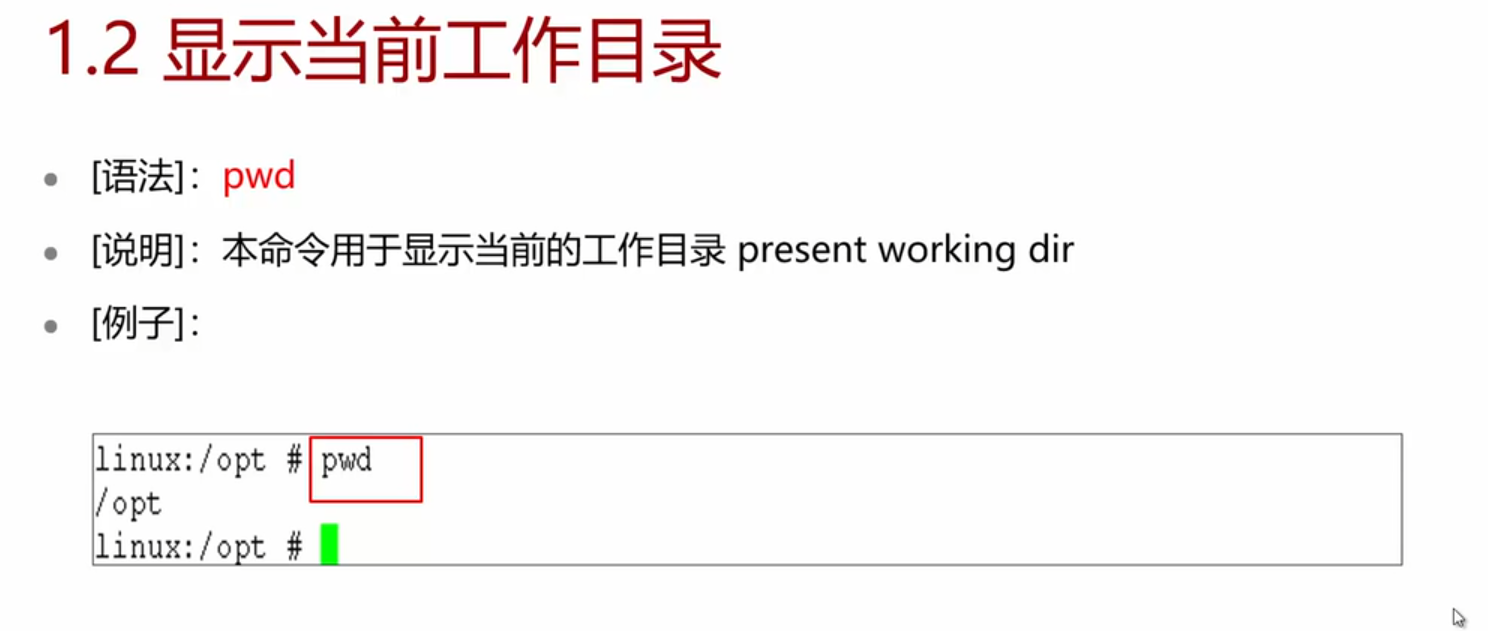 1.2 显示当前工作目录
[语法]：pwd
[说明]：本命令用于显示当前的工作目录 present working dir
[例子]：
linux:/opt # pwd
/opt
linux:/opt #